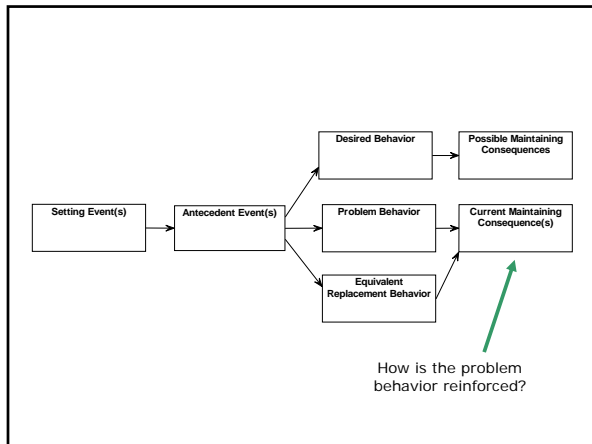 Desired Behavior
Possible Maintaining
Consequences
Setting Event(s)
Antecedent Event(s)
Problem Behavior
Current Maintaining
Consequence(s)
Equivalent
Replacement Behavior
How is the problem
behavior reinforced?